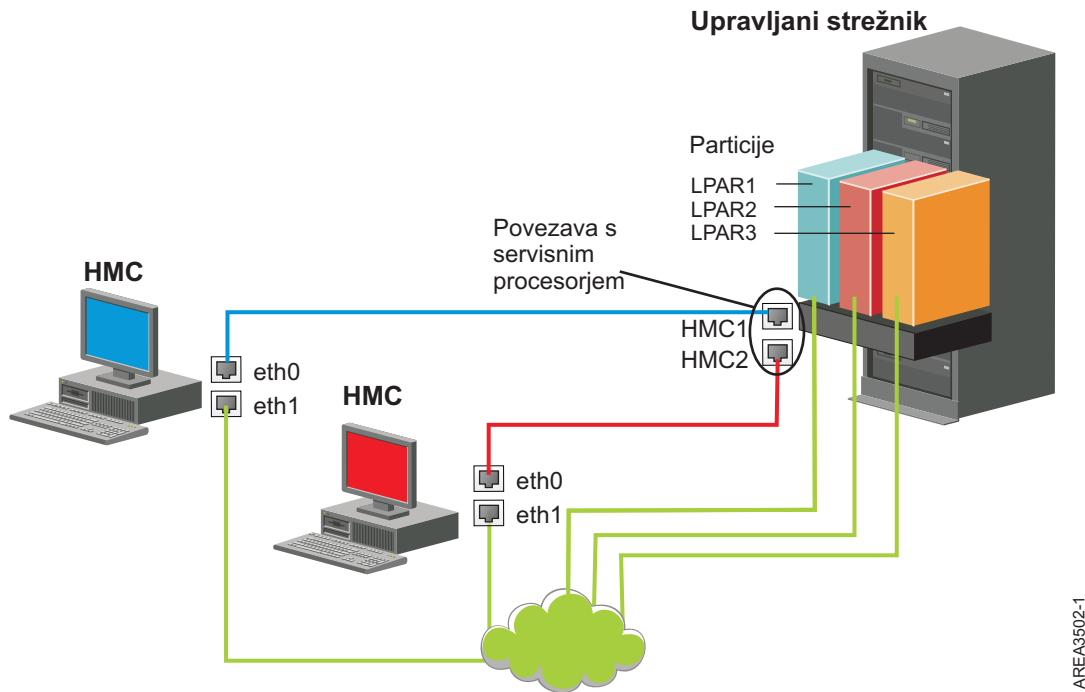 Upravljani strežnik
Particije
LPAR1
LPAR2
LPAR3
Povezava s
servisnim
procesorjem
HMC
HMC1
HMC2
eth0
eth1
HMC
eth0
eth1
AREA3502-1